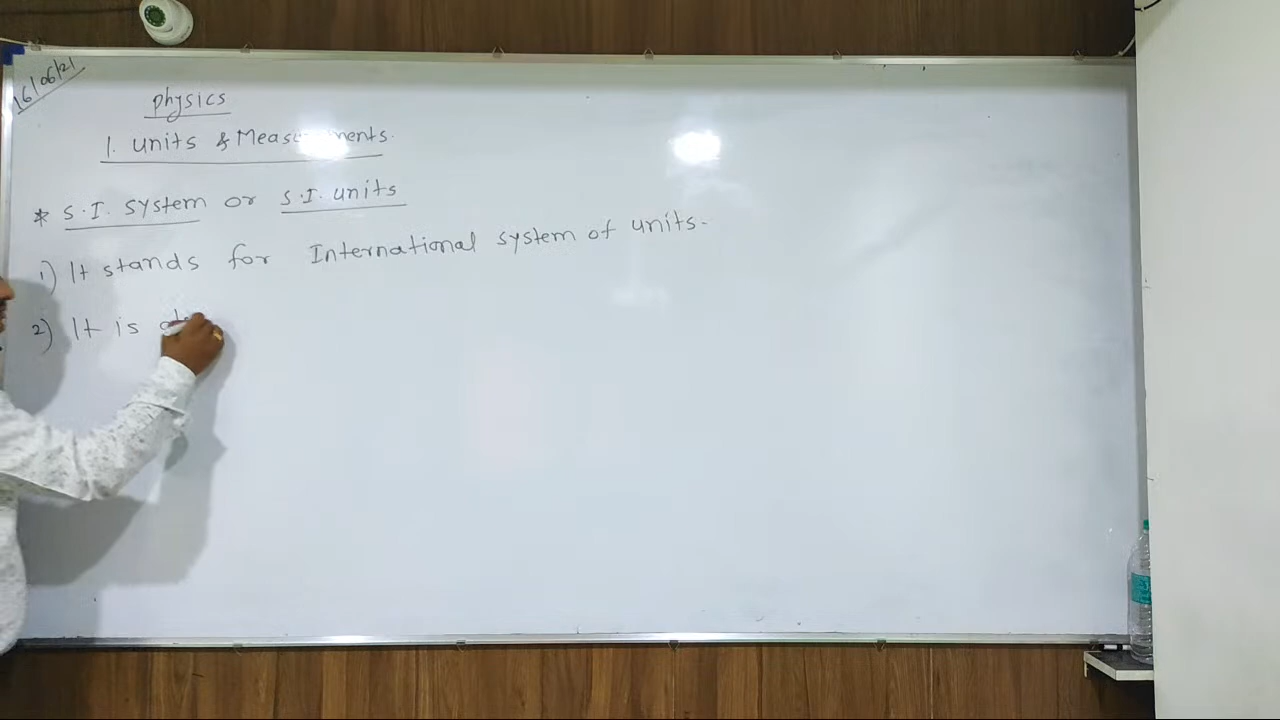 16/06/21
physics
1. units & Measurements.
* S.I. system or S.I. units
1) It stands for International system of units.
2) It is